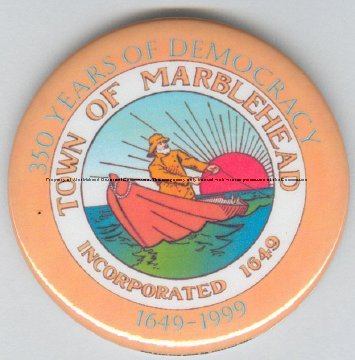 350 YEARS OF DEMOCRACY
TOWN OF MARBLEHEAD
INCORPORATED 1649
1649-1999